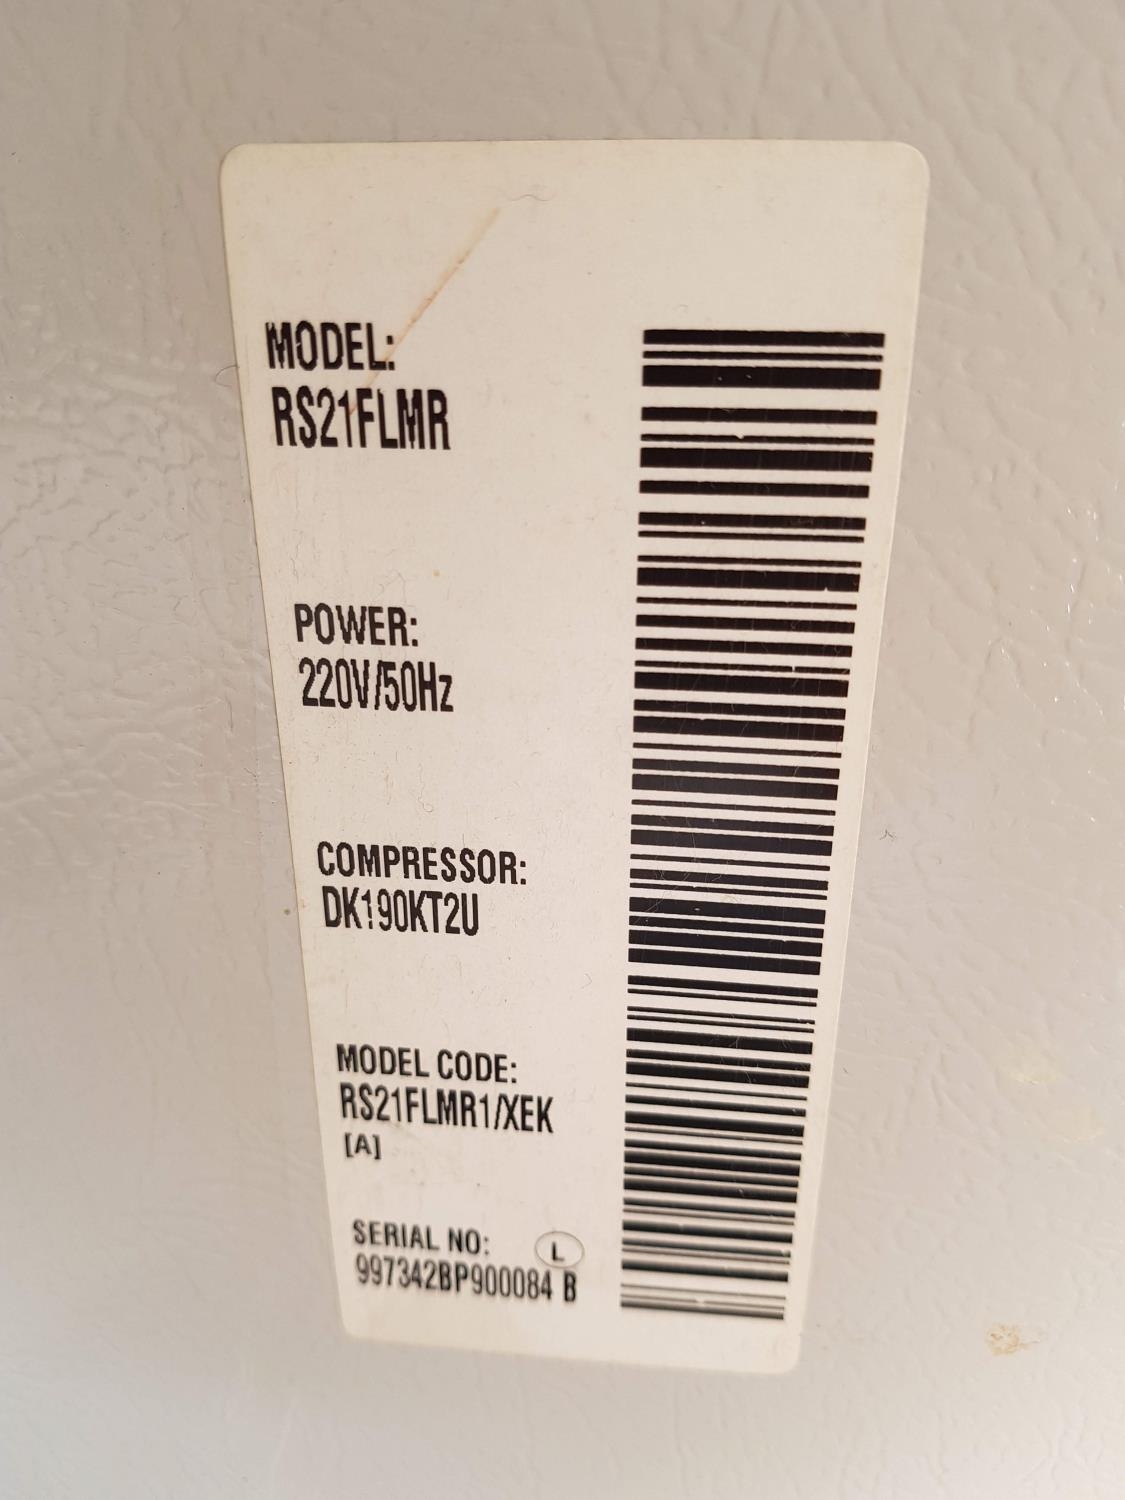 MODEL:
RS21FLMR
POWER:
220V/50Hz
COMPRESSOR:
DK190KT2U
MODEL CODE:
RS21FLMR1/XEK
[A]
SERIAL NO: L
997342BP900084 B